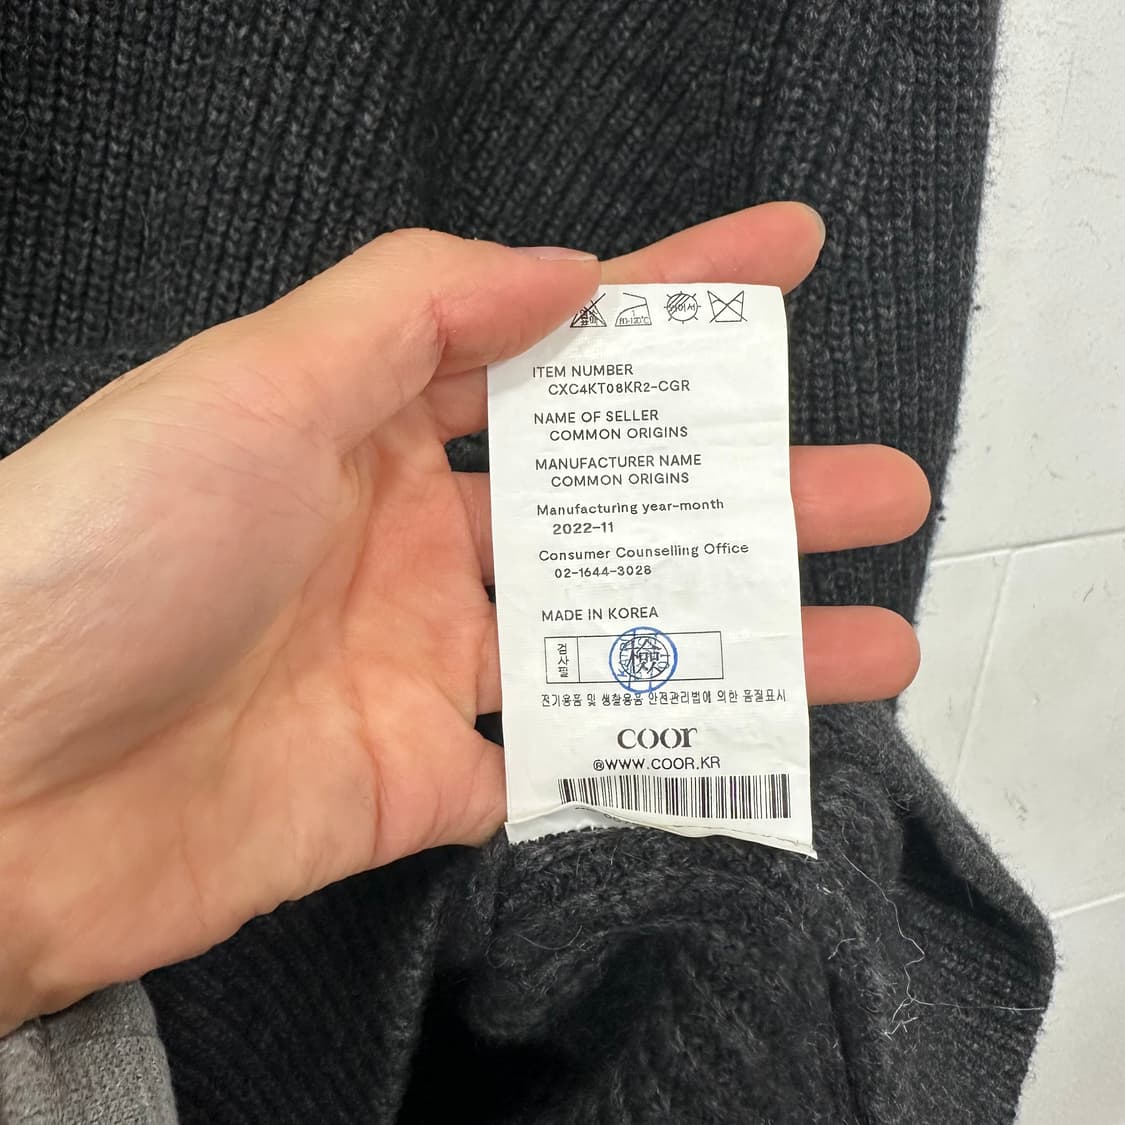 ITEM NUMBER
CXC4KT08KR2-CGR
NAME OF SELLER
COMMON ORIGINS
MANUFACTURER NAME
COMMON ORIGINS
Manufacturing year-month
2022-11
Consumer Counselling Office
02-1644-3028
MADE IN KOREA
검사필
檢
전기용품 및 생활용품 안전관리법에 의한 품질표시
coor
®WWW.COOR.KR